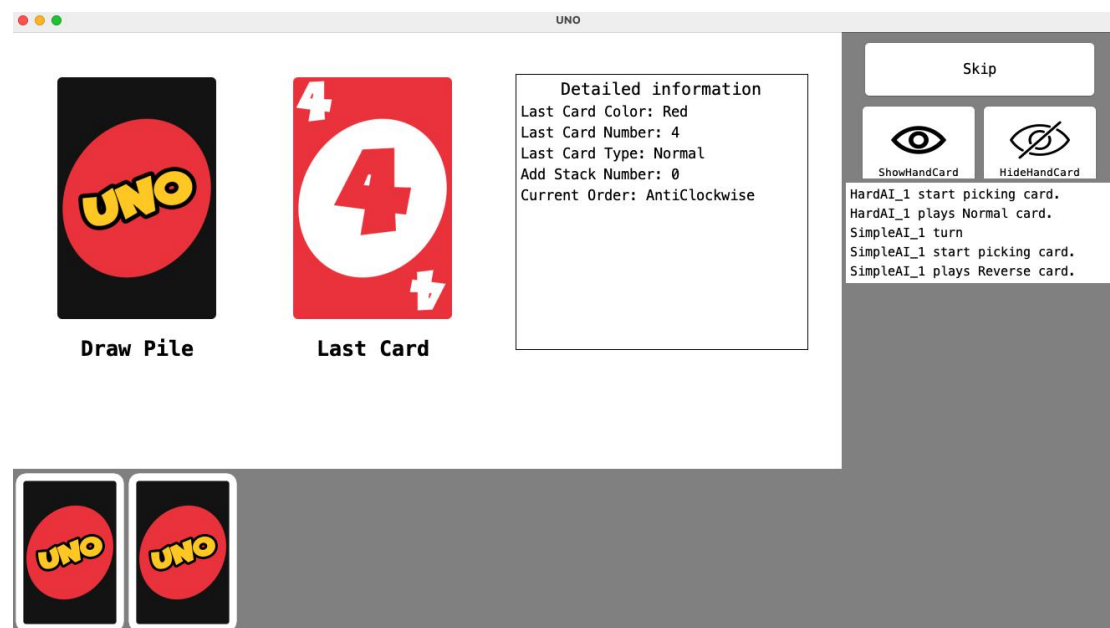 UNO
UNO
Draw Pile
4
4
4
Last Card
Detailed information
Last Card Color: Red
Last Card Number: 4
Last Card Type: Normal
Add Stack Number: 0
Current Order: AntiClockwise
Skip
ShowHandCard
HideHandCard
HardAI_1 start picking card.
HardAI_1 plays Normal card.
SimpleAI_1 turn
SimpleAI_1 start picking card.
SimpleAI_1 plays Reverse card.
UNO
UNO